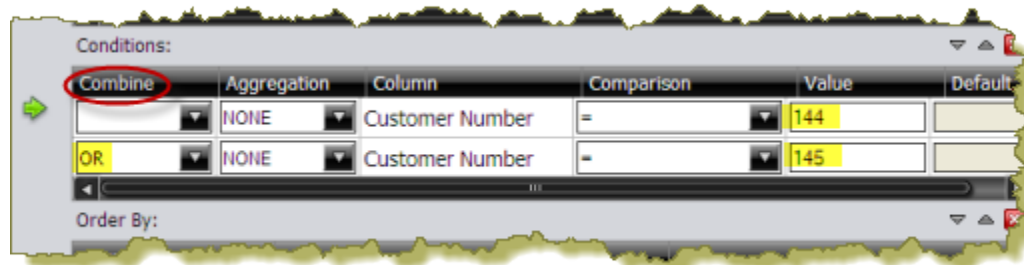 Conditions:
Combine Aggregation Column Comparison Value Default
NONE Customer Number = 144
OR NONE Customer Number = 145
Order By: